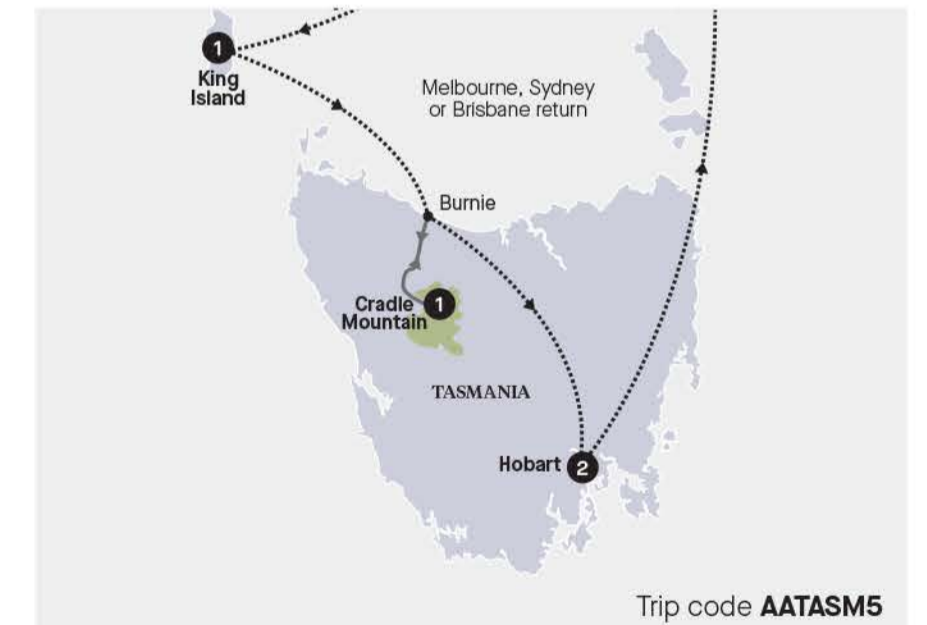 1
King
Island
Melbourne, Sydney
or Brisbane return
Burnie
Cradle
Mountain
1
TASMANIA
Hobart
2
Trip code AATASM5